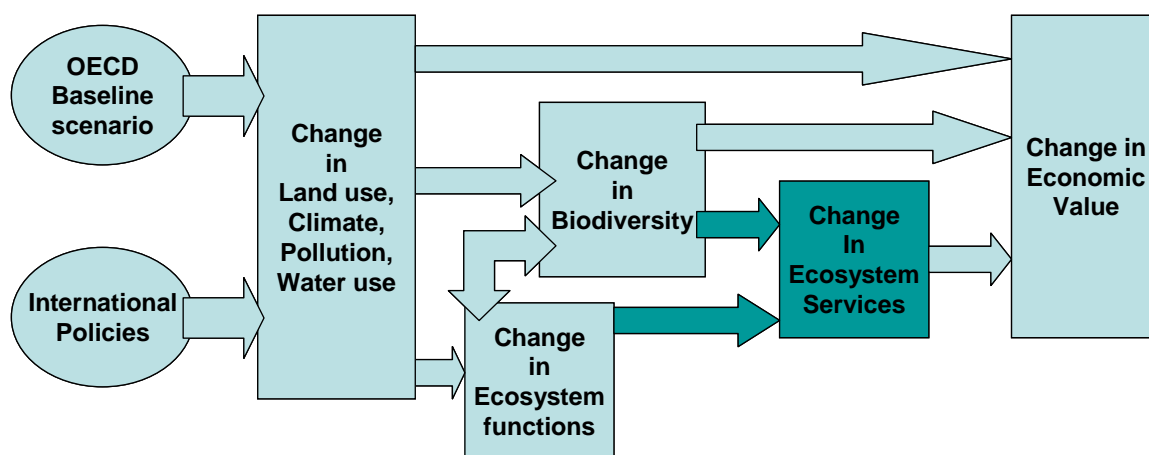 OECD
Baseline
scenario
International
Policies
Change
in
Land use,
Climate,
Pollution,
Water use
Change
in
Biodiversity
Change
in
Ecosystem
functions
Change
In
Ecosystem
Services
Change in
Economic
Value